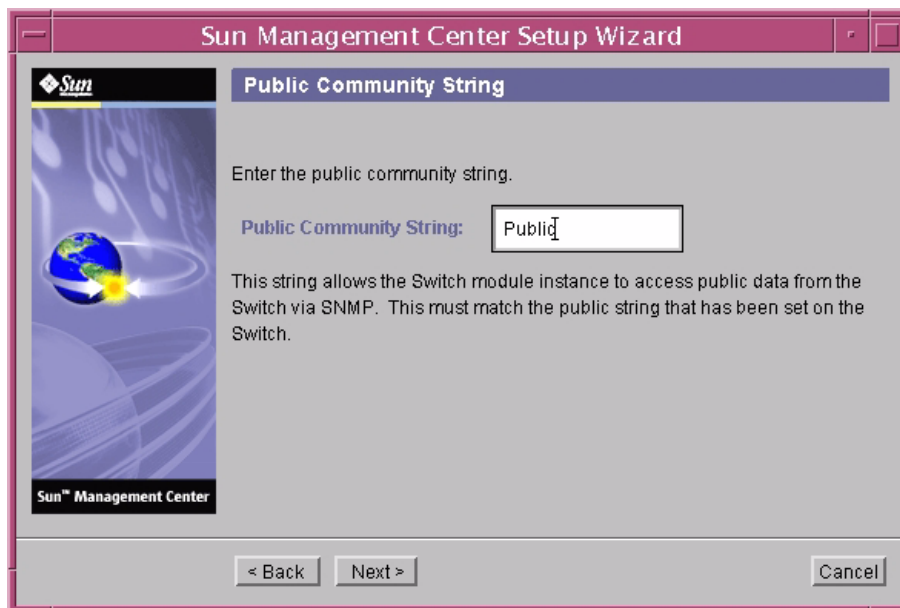 Sun Management Center Setup Wizard
Sun
Public Community String
Enter the public community string.
Public Community String: Public
This string allows the Switch module instance to access public data from the
Switch via SNMP. This must match the public string that has been set on the
Switch.
Sun™ Management Center
< Back Next > Cancel